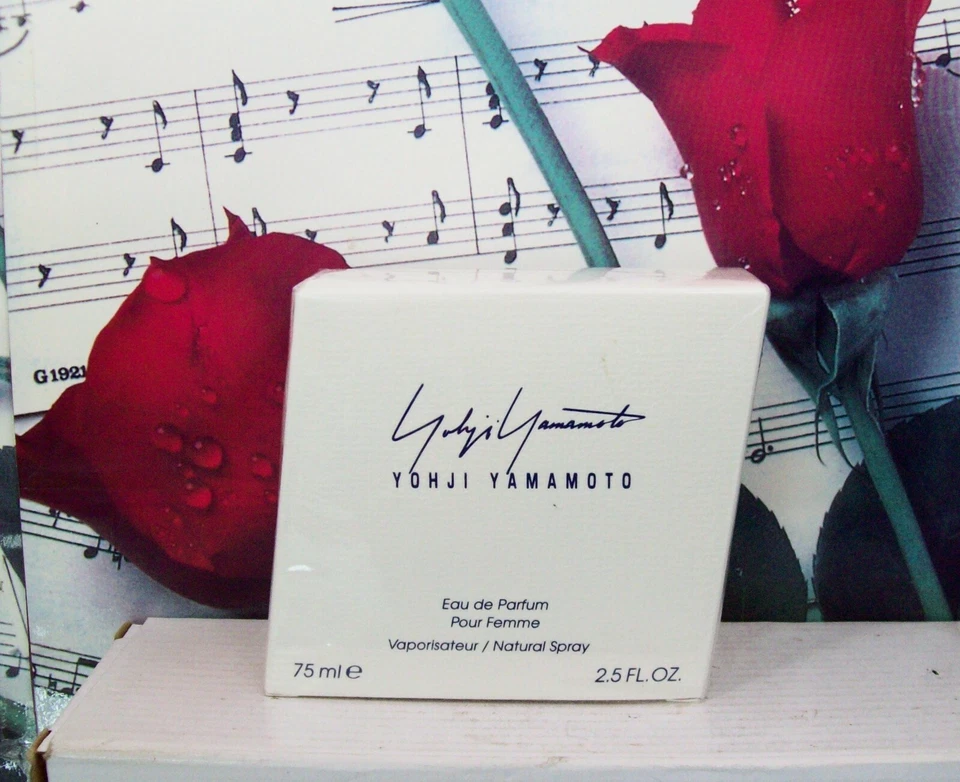 G1921
Yohji Yamamoto
YOHJI YAMAMOTO
Eau de Parfum
Pour Femme
Vaporisateur / Natural Spray
75 ml ℮
2.5 FL. OZ.